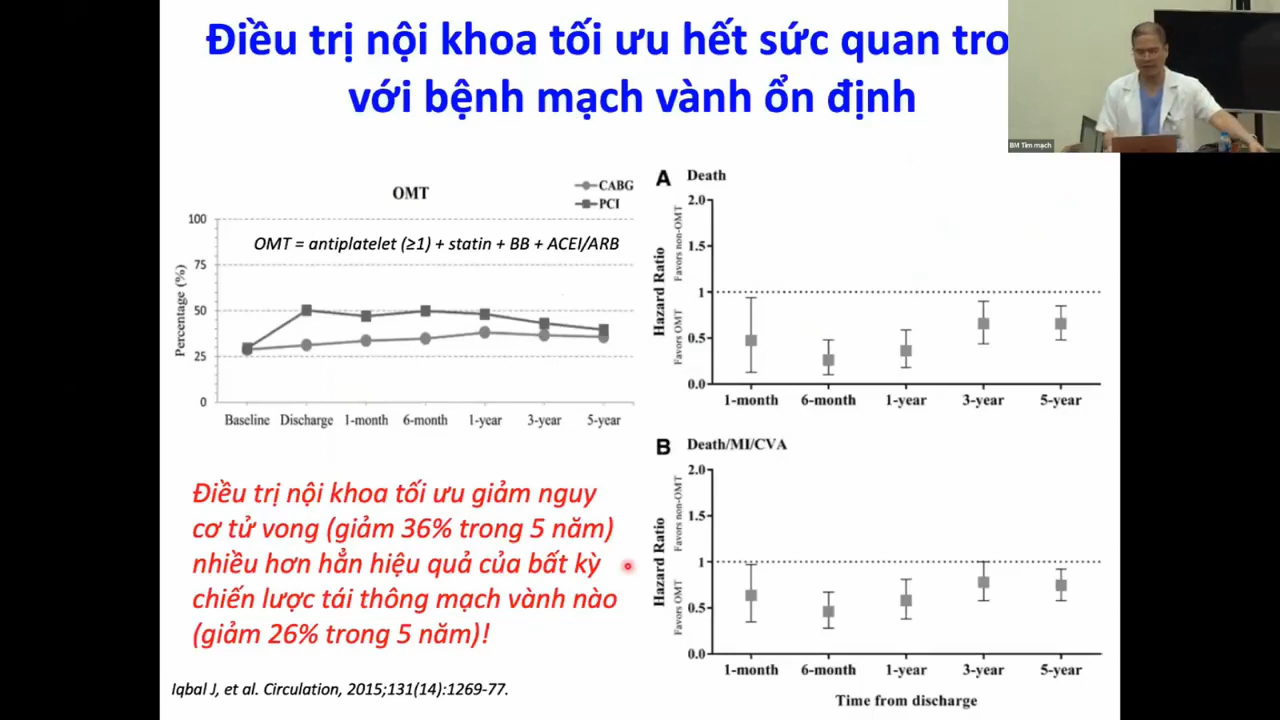 Điều trị nội khoa tối ưu hết sức quan tro
với bệnh mạch vành ổn định
BM Tim mạch
OMT
CABG
PCI
OMT = antiplatelet (≥1) + statin + BB + ACEI/ARB
Percentage (%)
100
75
50
25
0
Baseline Discharge 1-month 6-month 1-year 3-year 5-year
A Death
Hazard Ratio
Favors OMT Favors non-OMT
2.0
1.5
1
0.5
0.0
1-month 6-month 1-year 3-year 5-year
B Death/MI/CVA
Hazard Ratio
Favors OMT Favors non-OMT
2.0
1.5
1
0.5
0.0
1-month 6-month 1-year 3-year 5-year
Time from discharge
Điều trị nội khoa tối ưu giảm nguy
cơ tử vong (giảm 36% trong 5 năm)
nhiều hơn hẳn hiệu quả của bất kỳ
chiến lược tái thông mạch vành nào
(giảm 26% trong 5 năm)!
Iqbal J, et al. Circulation, 2015;131(14):1269-77.